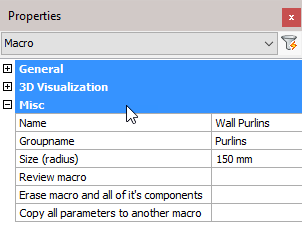 Properties
Macro
General
3D Visualization
Misc
Name Wall Purlins
Groupname Purlins
Size (radius) 150 mm
Review macro
Erase macro and all of it's components
Copy all parameters to another macro